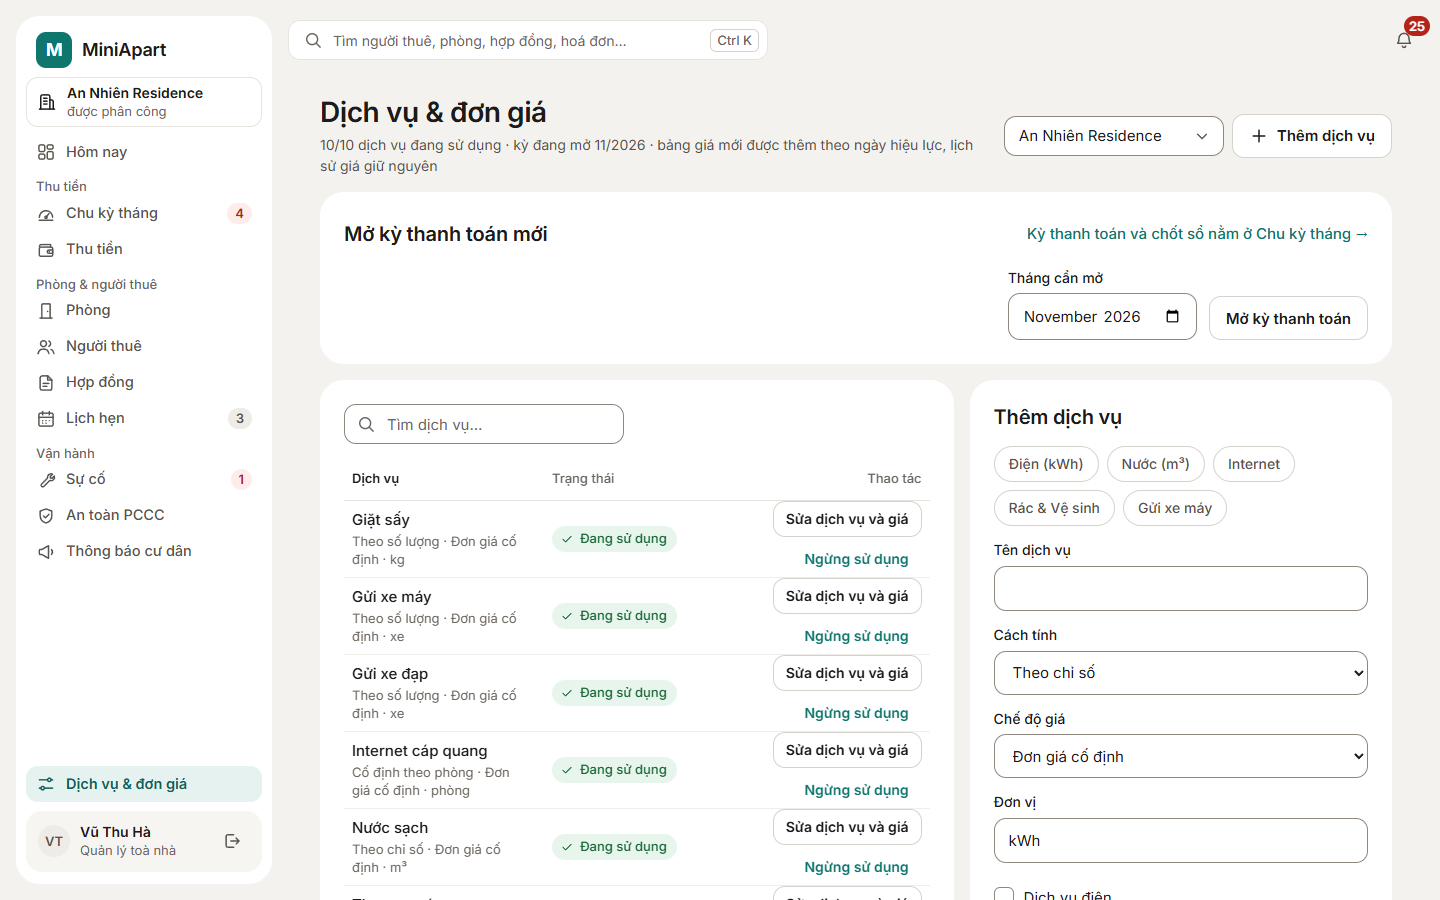 M MiniApart
An Nhiên Residence
được phân công
Hôm nay
Thu tiền
Chu kỳ tháng 4
Thu tiền
Phòng & người thuê
Phòng
Người thuê
Hợp đồng
Lịch hẹn 3
Vận hành
Sự cố 1
An toàn PCCC
Thông báo cư dân
Dịch vụ & đơn giá
VT Vũ Thu Hà
Quản lý toà nhà
Tìm người thuê, phòng, hợp đồng, hoá đơn... Ctrl K
25
Dịch vụ & đơn giá
10/10 dịch vụ đang sử dụng · kỳ đang mở 11/2026 · bảng giá mới được thêm theo ngày hiệu lực, lịch
sử giá giữ nguyên
An Nhiên Residence
Thêm dịch vụ
Mở kỳ thanh toán mới
Kỳ thanh toán và chốt sổ nằm ở Chu kỳ tháng →
Tháng cần mở
November 2026
Mở kỳ thanh toán
Tìm dịch vụ...
Dịch vụ Trạng thái Thao tác
Giặt sấy
Theo số lượng · Đơn giá cố
định · kg
Đang sử dụng
Sửa dịch vụ và giá
Ngừng sử dụng
Gửi xe máy
Theo số lượng · Đơn giá cố
định · xe
Đang sử dụng
Sửa dịch vụ và giá
Ngừng sử dụng
Gửi xe đạp
Theo số lượng · Đơn giá cố
định · xe
Đang sử dụng
Sửa dịch vụ và giá
Ngừng sử dụng
Internet cáp quang
Cố định theo phòng · Đơn
giá cố định · phòng
Đang sử dụng
Sửa dịch vụ và giá
Ngừng sử dụng
Nước sạch
Theo chỉ số · Đơn giá cố
định · m³
Đang sử dụng
Sửa dịch vụ và giá
Ngừng sử dụng
Thêm dịch vụ
Điện (kWh) Nước (m³) Internet
Rác & Vệ sinh Gửi xe máy
Tên dịch vụ
Cách tính
Theo chỉ số
Chế độ giá
Đơn giá cố định
Đơn vị
kWh
Dịch vụ điện